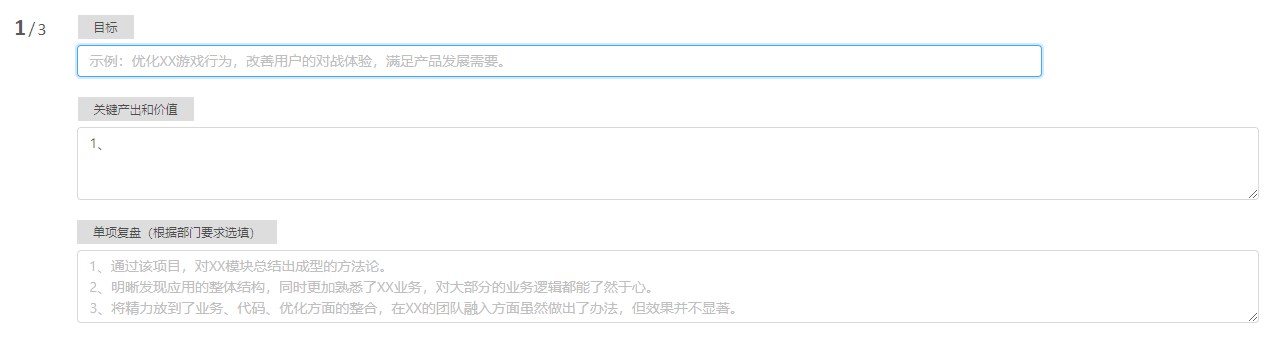 1/3
目标
示例：优化XX游戏行为，改善用户的对战体验，满足产品发展需要。
关键产出和价值
1、
单项复盘（根据部门要求选填）
1、通过该项目，对XX模块总结出成型的方法论。
2、明晰发现应用的整体结构，同时更加熟悉了XX业务，对大部分的业务逻辑都能了然于心。
3、将精力放到了业务、代码、优化方面的整合，在XX的团队融入方面虽然做出了办法，但效果并不显著。